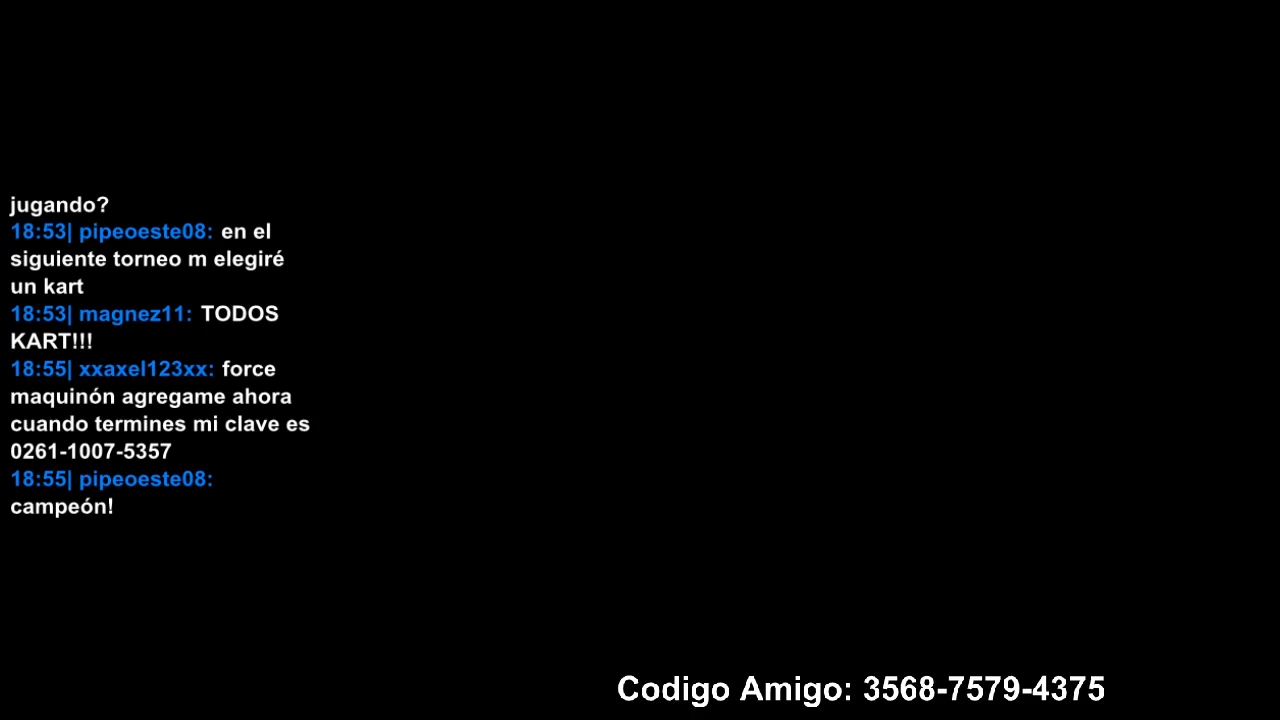 jugando?
18:53| pipeoeste08: en el
siguiente torneo m elegiré
un kart
18:53| magnez11: TODOS
KART!!!
18:55| xxaxel123xx: force
maquinón agregame ahora
cuando termines mi clave es
0261-1007-5357
18:55| pipeoeste08:
campeón!
Codigo Amigo: 3568-7579-4375